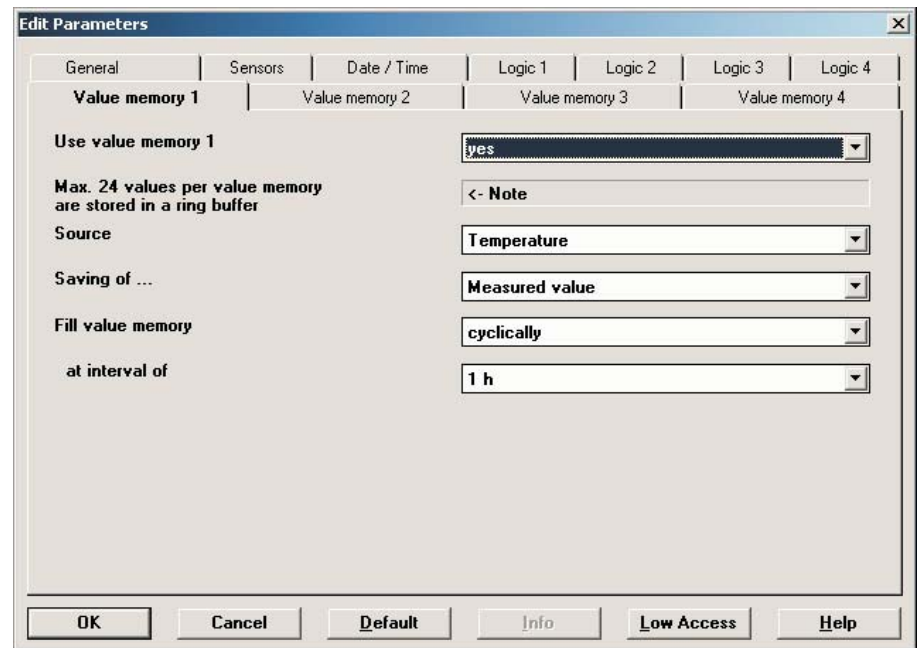 Edit Parameters
General Sensors Date / Time Logic 1 Logic 2 Logic 3 Logic 4
Value memory 1 Value memory 2 Value memory 3 Value memory 4
Use value memory 1 yes
Max. 24 values per value memory
are stored in a ring buffer <- Note
Source Temperature
Saving of ... Measured value
Fill value memory cyclically
at interval of 1 h
OK Cancel Default Info Low Access Help